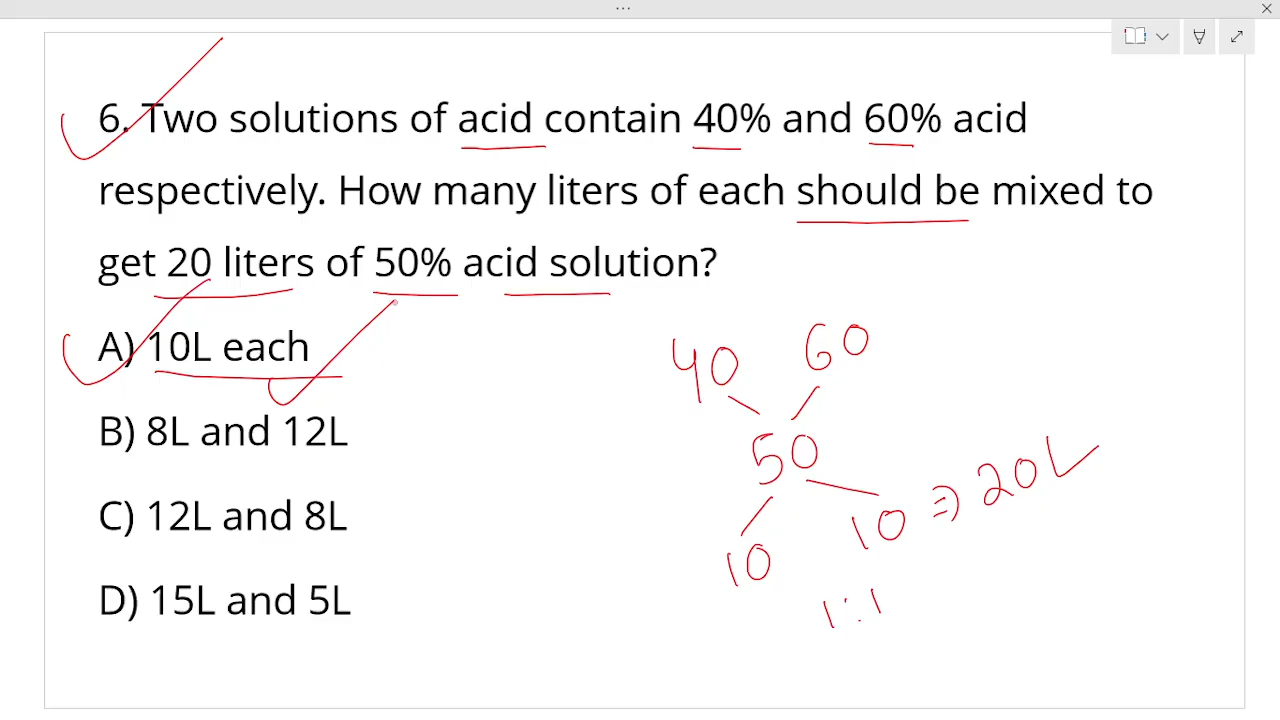 6. Two solutions of acid contain 40% and 60% acid
respectively. How many liters of each should be mixed to
get 20 liters of 50% acid solution?
A) 10L each
B) 8L and 12L
C) 12L and 8L
D) 15L and 5L
40 60
50
10 10 => 20L
1:1